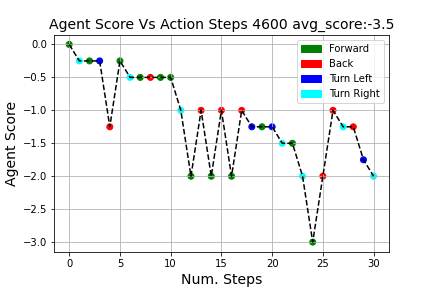 Agent Score Vs Action Steps 4600 avg_score:-3.5
Forward
Back
Turn Left
Turn Right
Agent Score
0.0
−0.5
−1.0
−1.5
−2.0
−2.5
−3.0
0 5 10 15 20 25 30
Num. Steps